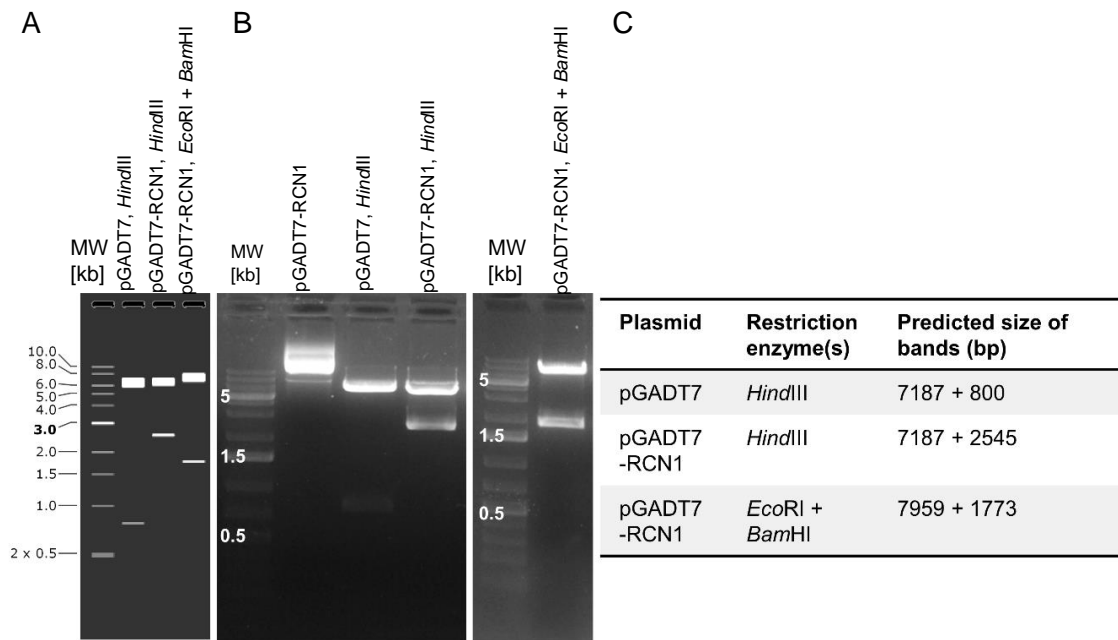 A
B
C
pGADT7, HindIII
pGADT7-RCN1, HindIII
pGADT7-RCN1, EcoRI + BamHI
MW
[kb]
10.0
8.0
6.0
5.0
4.0
3.0
2.0
1.5
1.0
2 x 0.5
pGADT7-RCN1
pGADT7, HindIII
pGADT7-RCN1, HindIII
MW
[kb]
5
1.5
0.5
pGADT7-RCN1, EcoRI + BamHI
MW
[kb]
5
1.5
0.5
Plasmid Restriction enzyme(s) Predicted size of bands (bp)
pGADT7 HindIII 7187 + 800
pGADT7 HindIII 7187 + 2545
-RCN1
pGADT7 EcoRI + 7959 + 1773
-RCN1 BamHI